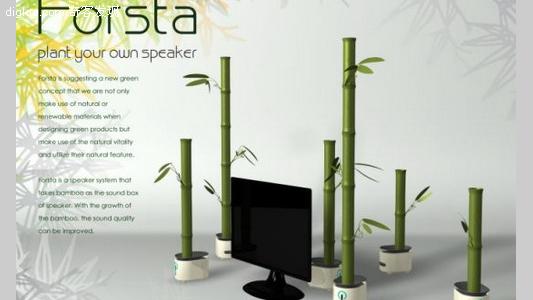 Forsta
plant your own speaker
Forsta is suggesting a new green
concept that we are not only
make use of natural or
renewable materials when
designing green products but
make use of the natural vitality
and utilize their natural feature.
Forsta is a speaker system that
takes bamboo as the sound box
of speaker. With the growth of
the bamboo, the sound quality
can be improved.